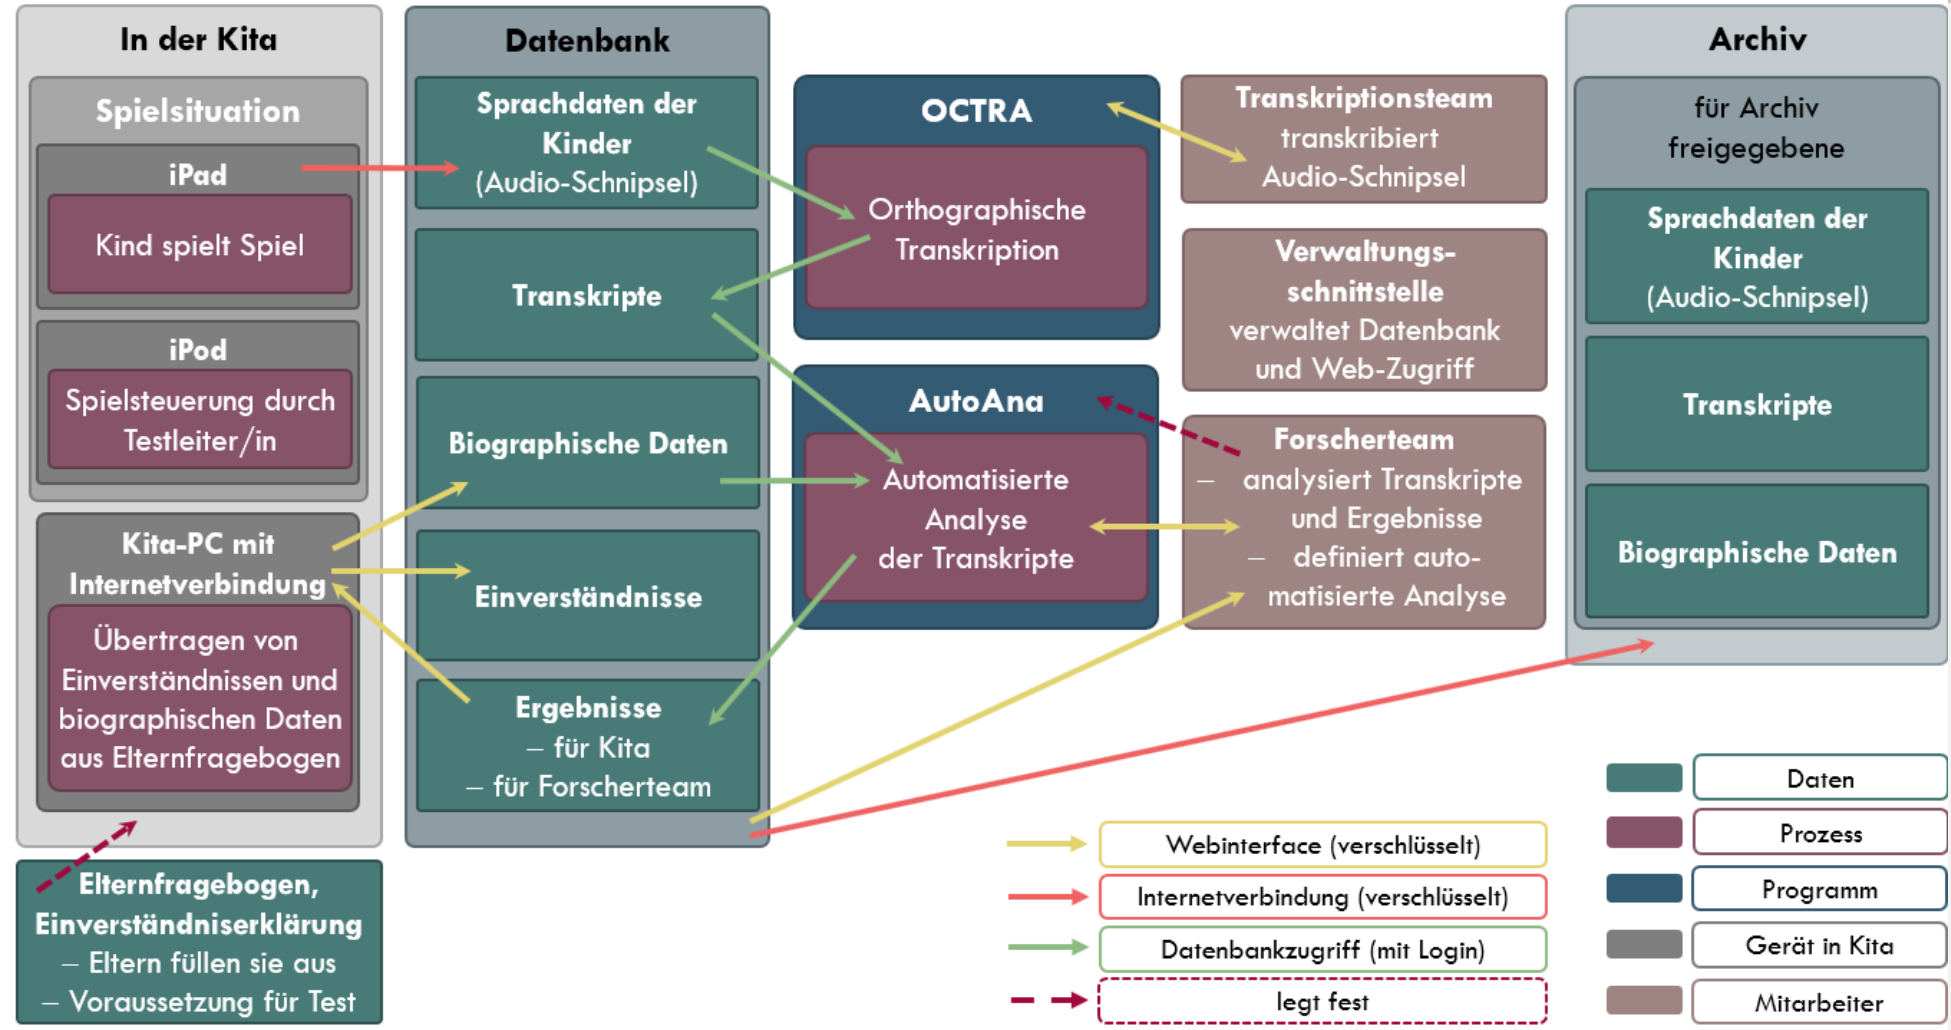 In der Kita
Spielsituation
iPad
Kind spielt Spiel
iPod
Spielsteuerung durch
Testleiter/in
Kita-PC mit
Internetverbindung
Übertragen von
Einverständnissen und
biographischen Daten
aus Elternfragebogen
Elternfragebogen,
Einverständniserklärung
– Eltern füllen sie aus
– Voraussetzung für Test
Datenbank
Sprachdaten der
Kinder
(Audio-Schnipsel)
Transkripte
Biographische Daten
Einverständnisse
Ergebnisse
– für Kita
– für Forscherteam
OCTRA
Orthographische
Transkription
AutoAna
Automatisierte
Analyse
der Transkripte
Transkriptionsteam
transkribiert
Audio-Schnipsel
Verwaltungs-
schnittstelle
verwaltet Datenbank
und Web-Zugriff
Forscherteam
– analysiert Transkripte
und Ergebnisse
– definiert auto-
matisierte Analyse
Archiv
für Archiv
freigegebene
Sprachdaten der
Kinder
(Audio-Schnipsel)
Transkripte
Biographische Daten
Webinterface (verschlüsselt)
Internetverbindung (verschlüsselt)
Datenbankzugriff (mit Login)
legt fest
Daten
Prozess
Programm
Gerät in Kita
Mitarbeiter